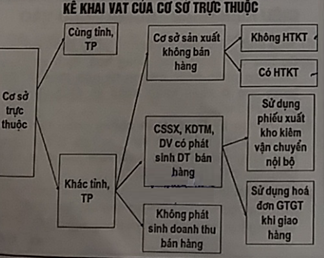 KÊ KHAI VAT CỦA CƠ SỞ TRỰC THUỘC
Cùng tỉnh,
TP
Cơ sở sản xuất
không bán
hàng
Không HTKT
Có HTKT
Cơ sở
trực
thuộc
CSSX, KDTM,
DV có phát
sinh DT bán
hàng
Sử dụng
phiếu xuất
kho kiêm
vận chuyển
nội bộ
Khác tỉnh,
TP
Sử dụng hoá
đơn GTGT
khi giao
hàng
Không phát
sinh doanh thu
bán hàng